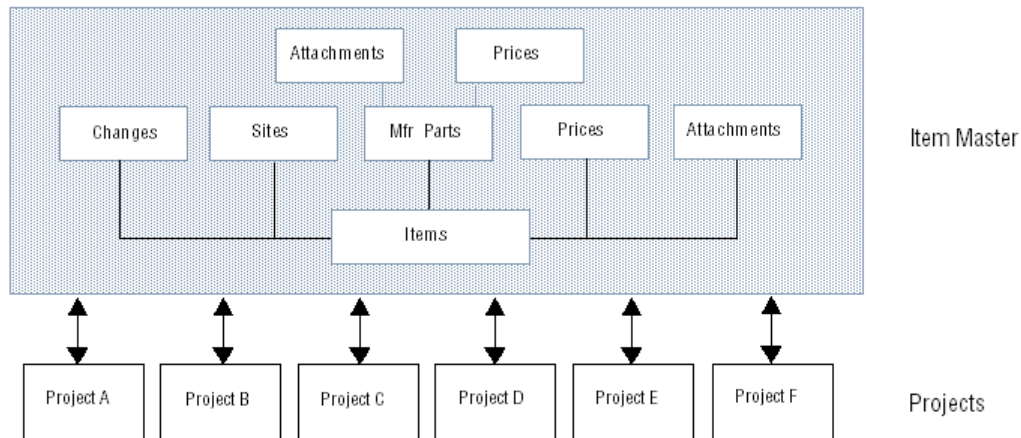 Attachments
Prices
Changes
Sites
Mfr Parts
Prices
Attachments
Item Master
Items
Project A
Project B
Project C
Project D
Project E
Project F
Projects